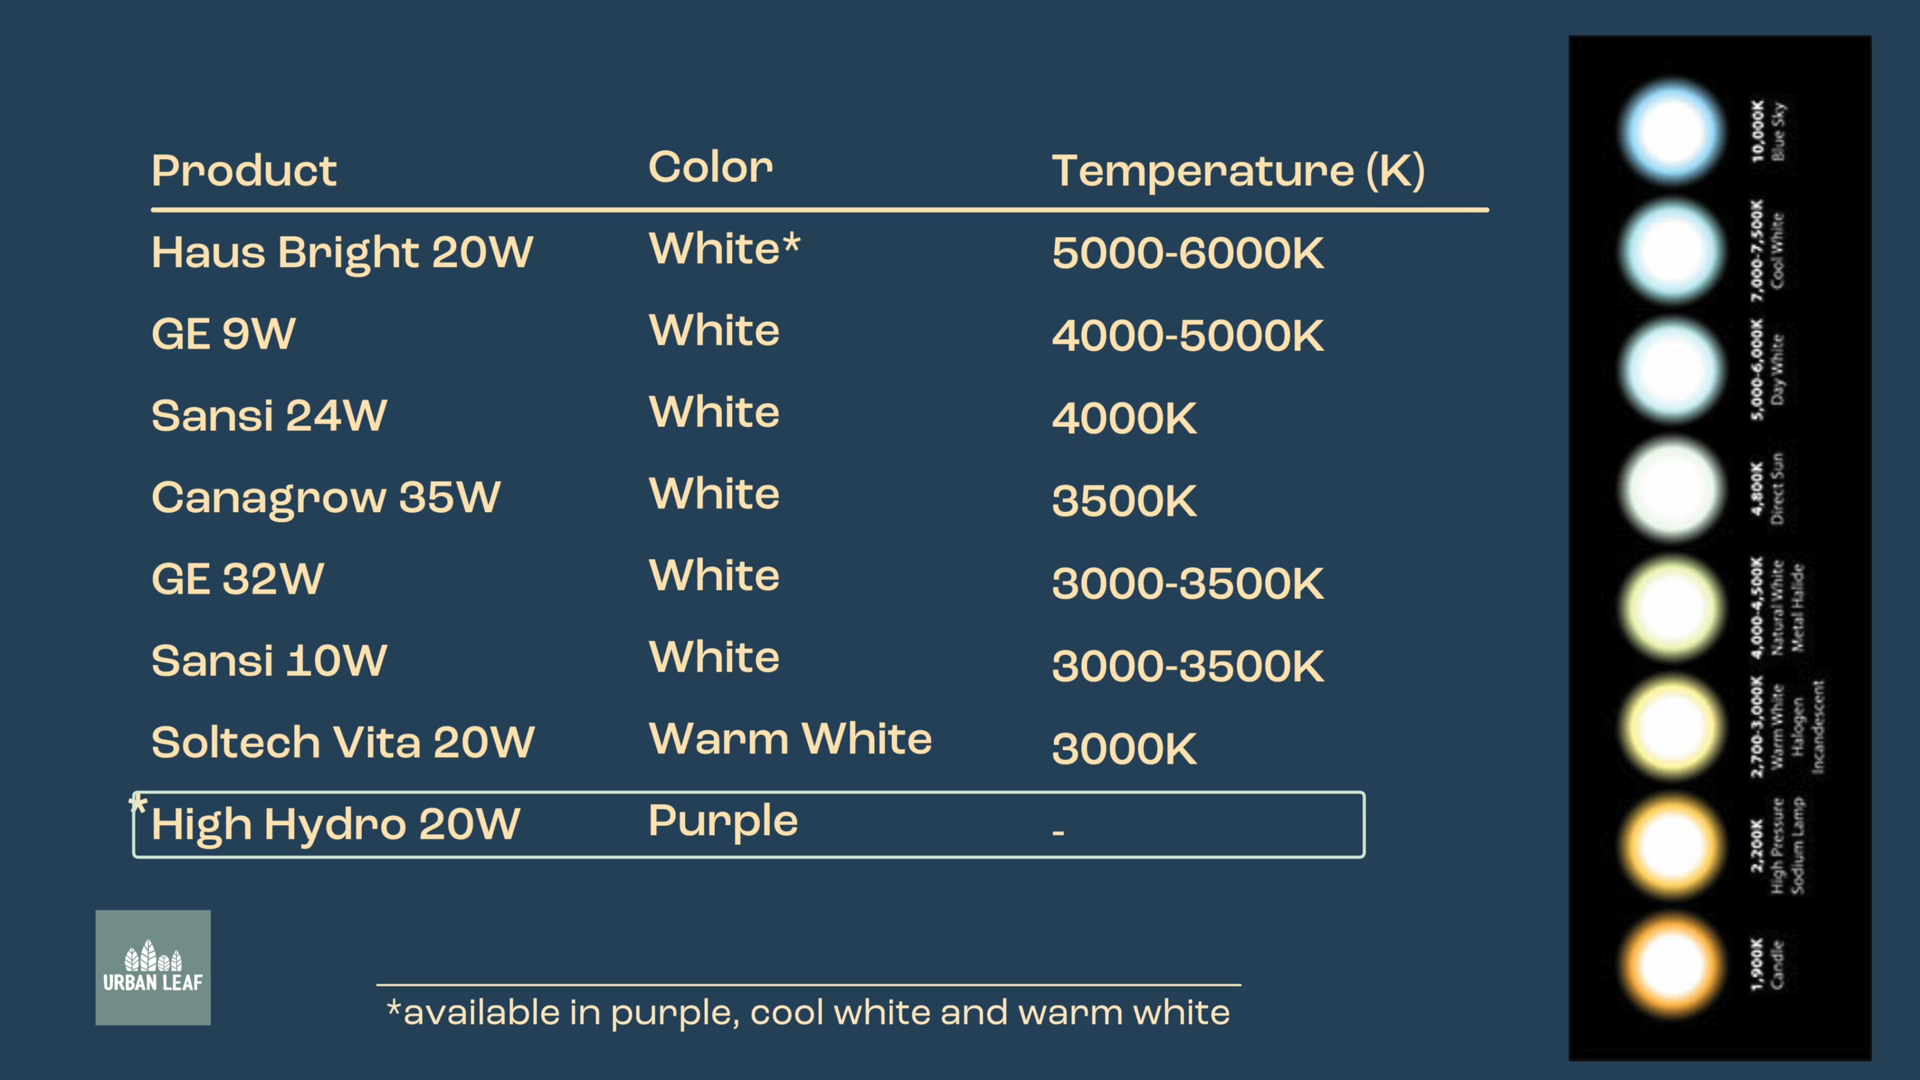 Product Color Temperature (K)
Haus Bright 20W White* 5000-6000K
GE 9W White 4000-5000K
Sansi 24W White 4000K
Canagrow 35W White 3500K
GE 32W White 3000-3500K
Sansi 10W White 3000-3500K
Soltech Vita 20W Warm White 3000K
*High Hydro 20W Purple -
URBAN LEAF
*available in purple, cool white and warm white
10,000K
Blue Sky
7,000-7,500K
Cool White
5,000-6,000K
Day White
4,800K
Direct Sun
4,000-4,500K
Natural White
Metal Halide
2,700-3,000K
Warm White
Halogen
Incandescent
2,200K
High Pressure
Sodium Lamp
1,900K
Candle